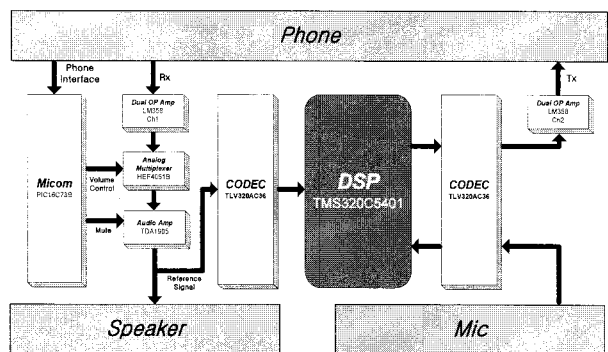 Phone
Phone
Interface
Rx
Tx
Dual OP Amp
LM358
Ch1
Dual OP Amp
LM358
Ch2
Micom
PIC16C73B
Volume
Control
Analog
Multiplexer
HEF4051B
Mute
Audio Amp
TDA1905
Reference
Signal
CODEC
TLV320AC36
DSP
TMS320C5401
CODEC
TLV320AC36
Speaker
Mic